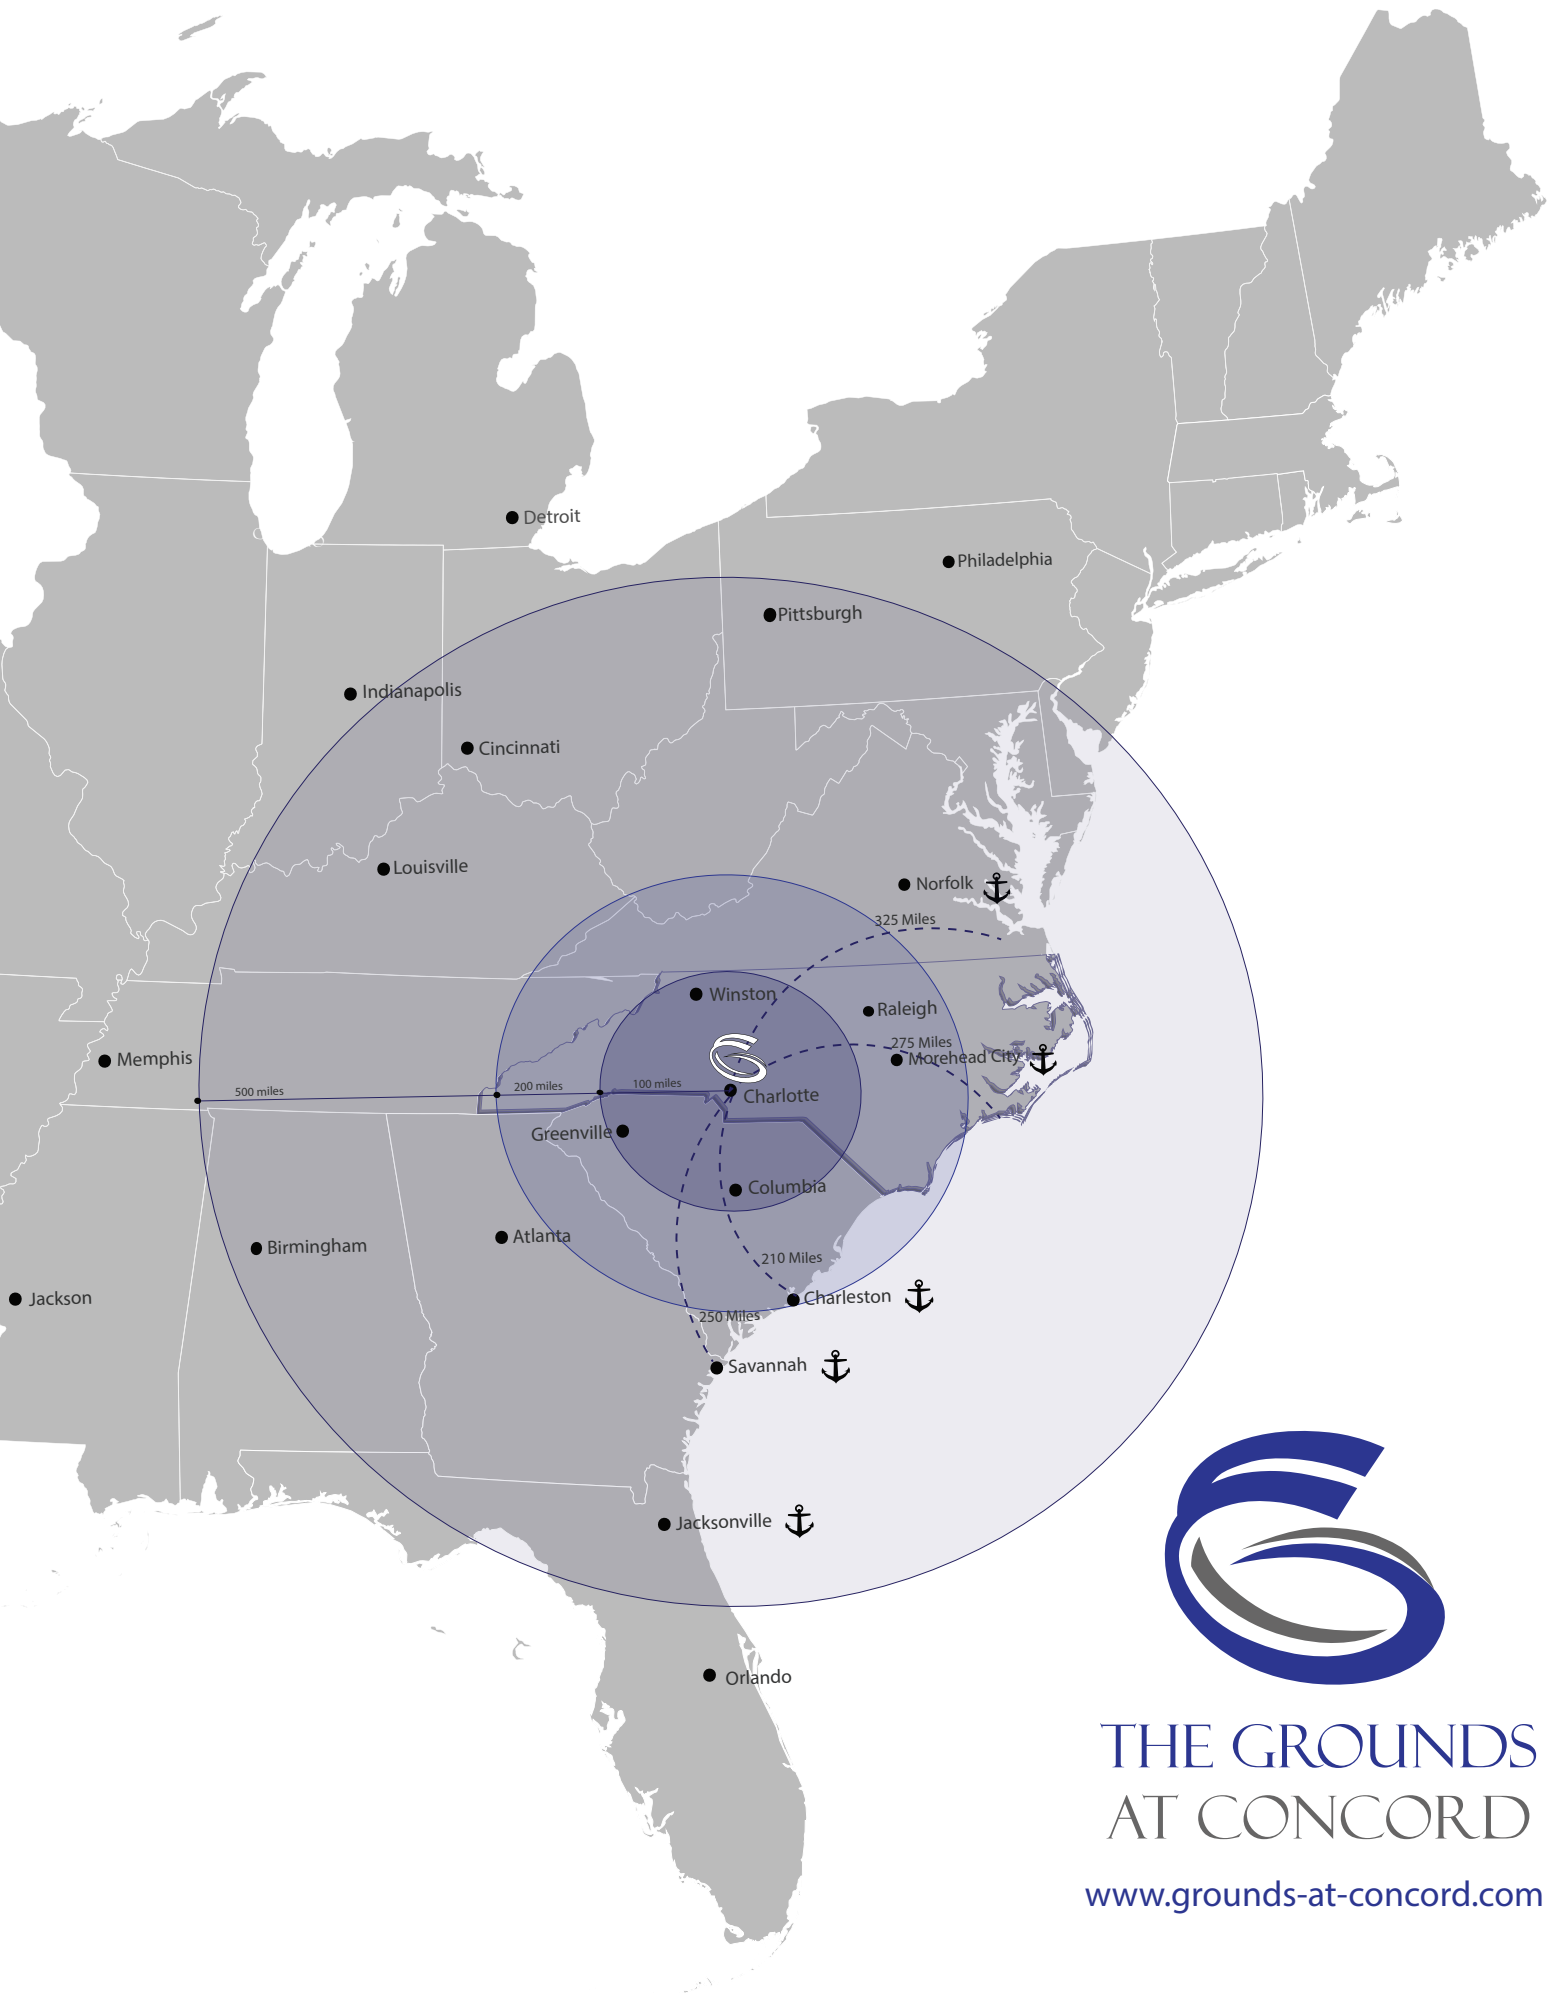 Detroit
Philadelphia
Pittsburgh
Indianapolis
Cincinnati
Louisville
Norfolk
325 Miles
Winston
Raleigh
275 Miles
Morehead City
Memphis
500 miles
200 miles
100 miles
Charlotte
Greenville
Columbia
Atlanta
Birmingham
210 Miles
Jackson
Charleston
250 Miles
Savannah
Jacksonville
Orlando
THE GROUNDS
AT CONCORD
www.grounds-at-concord.com